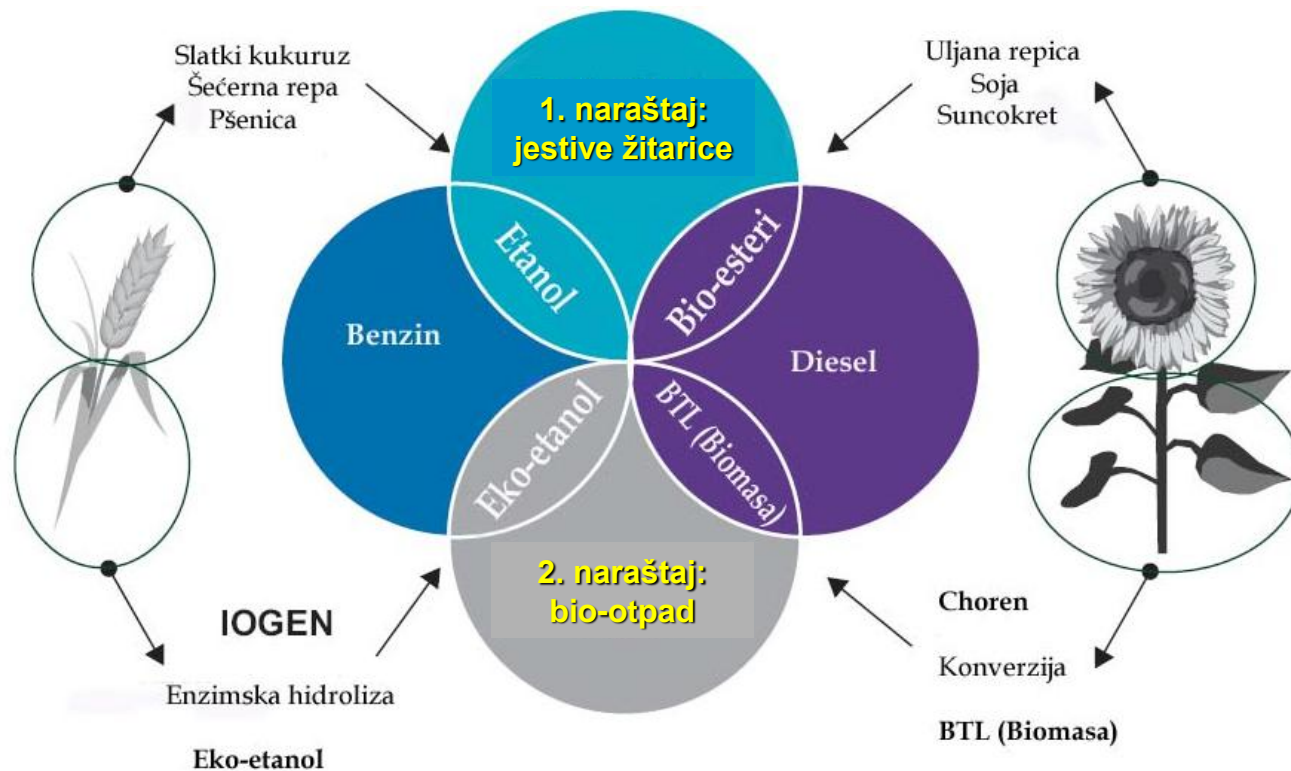 Slatki kukuruz
Šećerna repa
Pšenica
1. naraštaj:
jestive žitarice
Uljana repica
Soja
Suncokret
Etanol
Bio-esteri
Benzin
Diesel
Eko-etanol
BTL (Biomasa)
2. naraštaj:
bio-otpad
IOGEN
Enzimska hidroliza
Eko-etanol
Choren
Konverzija
BTL (Biomasa)